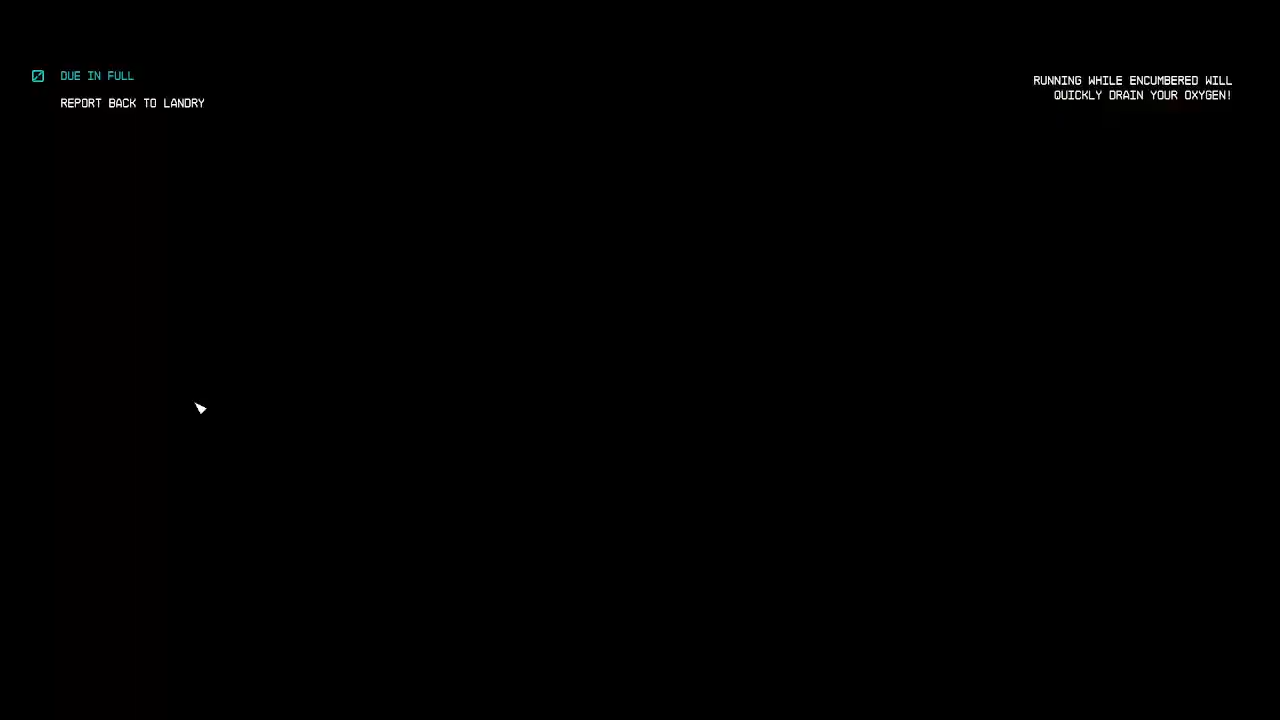 DUE IN FULL
REPORT BACK TO LANDRY
RUNNING WHILE ENCUMBERED WILL
QUICKLY DRAIN YOUR OXYGEN!